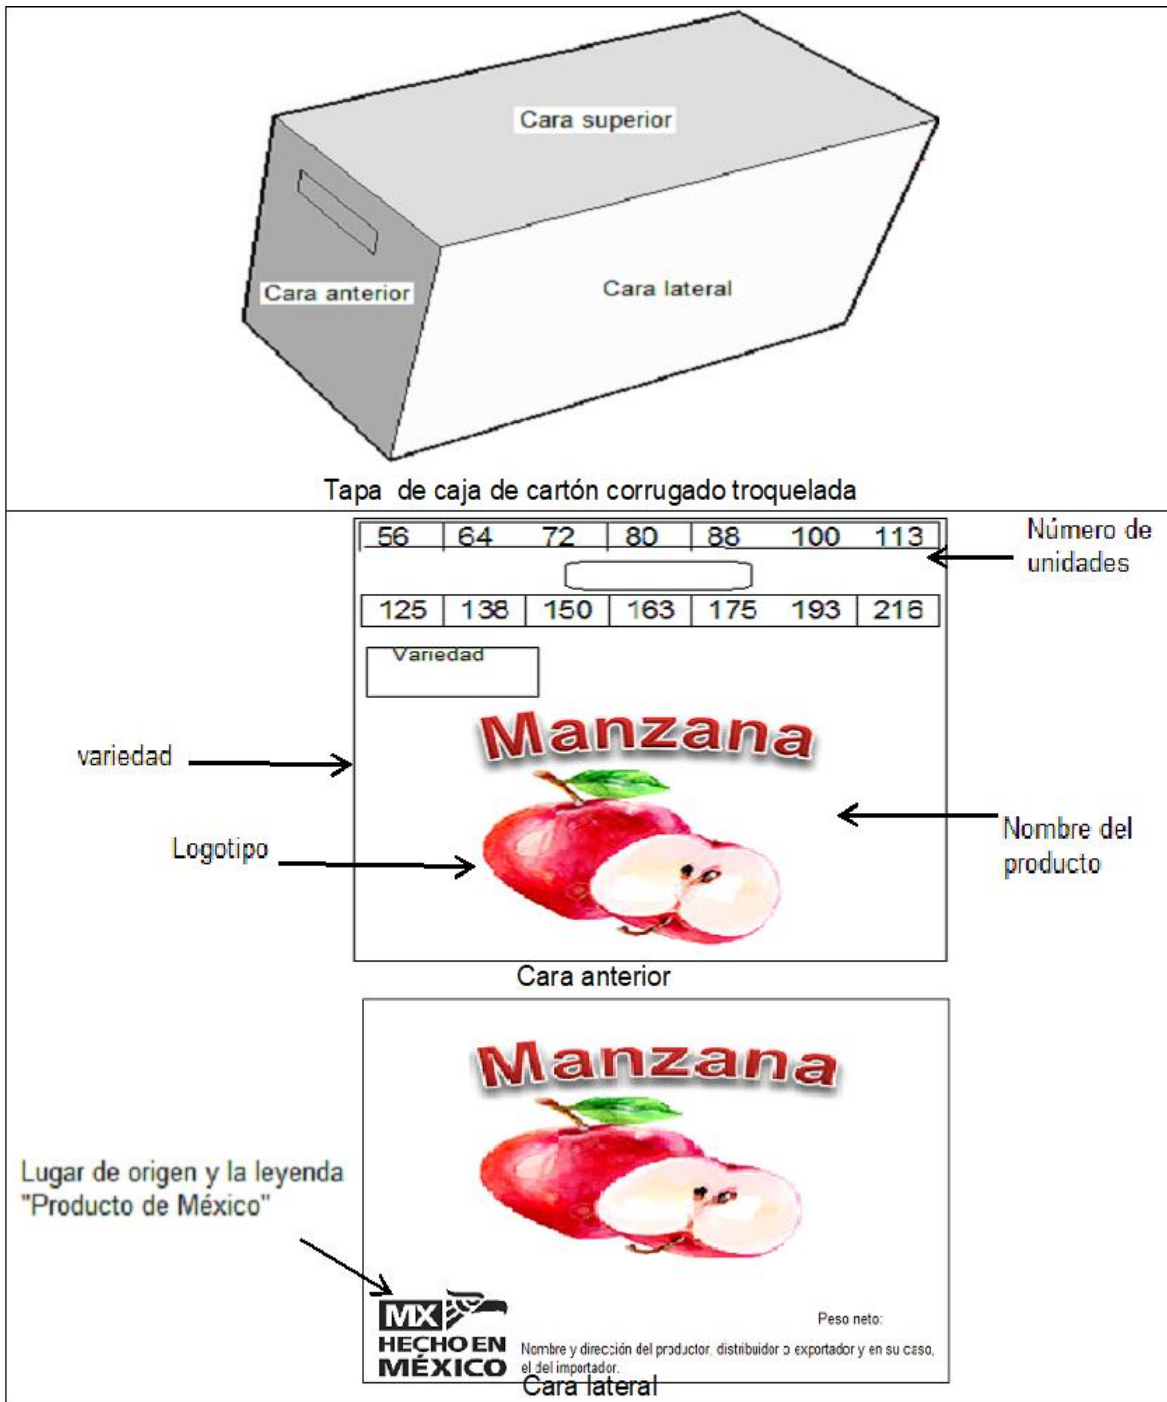 Cara superior
Cara anterior
Cara lateral
Tapa de caja de cartón corrugado troquelada
56 64 72 80 88 100 113
Número de
unidades
125 138 150 163 175 193 216
Variedad
Manzana
variedad
Logotipo
Nombre del
producto
Cara anterior
Manzana
Lugar de origen y la leyenda
"Producto de México"
MX
HECHO EN
MÉXICO
Peso neto:
Nombre y dirección del productor, distribuidor o exportador y en su caso,
el del importador.
Cara lateral